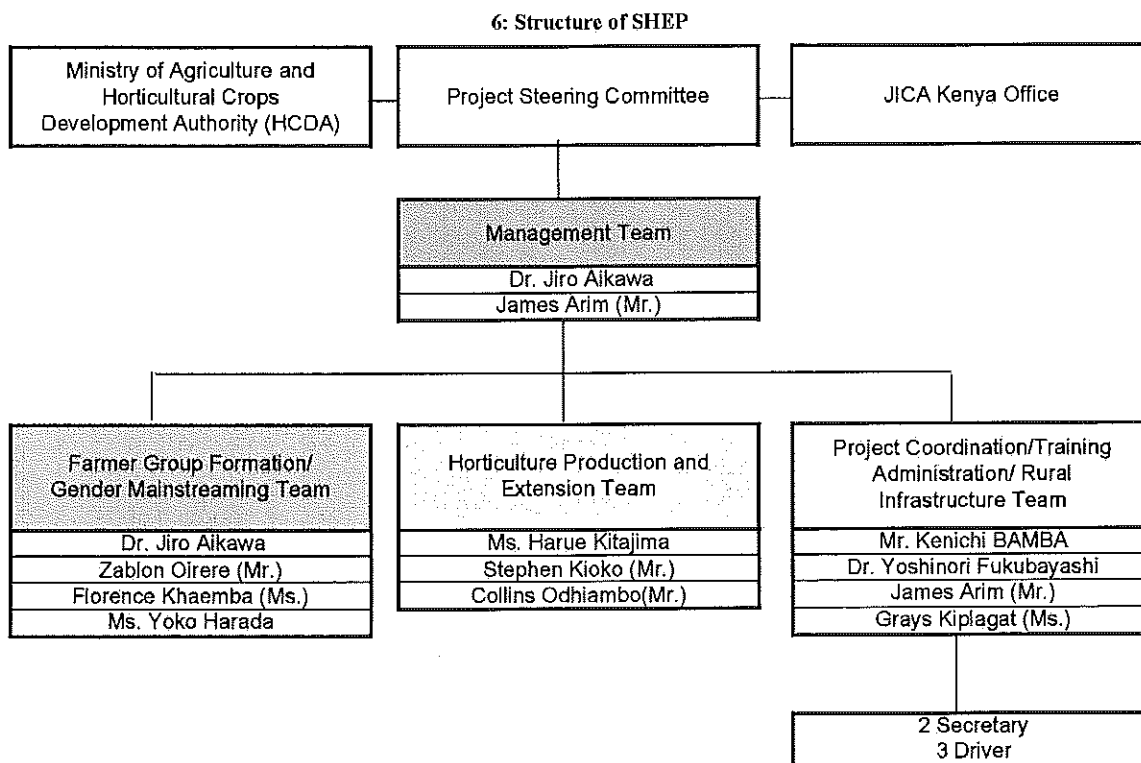 6: Structure of SHEP
Ministry of Agriculture and
Horticultural Crops
Development Authority (HCDA)
Project Steering Committee
JICA Kenya Office
Management Team
Dr. Jiro Aikawa
James Arim (Mr.)
Farmer Group Formation/
Gender Mainstreaming Team
Dr. Jiro Aikawa
Zablon Oirere (Mr.)
Florence Khaemba (Ms.)
Ms. Yoko Harada
Horticulture Production and
Extension Team
Ms. Harue Kitajima
Stephen Kioko (Mr.)
Collins Odhiambo(Mr.)
Project Coordination/Training
Administration/ Rural
Infrastructure Team
Mr. Kenichi BAMBA
Dr. Yoshinori Fukubayashi
James Arim (Mr.)
Grays Kiplagat (Ms.)
2 Secretary
3 Driver